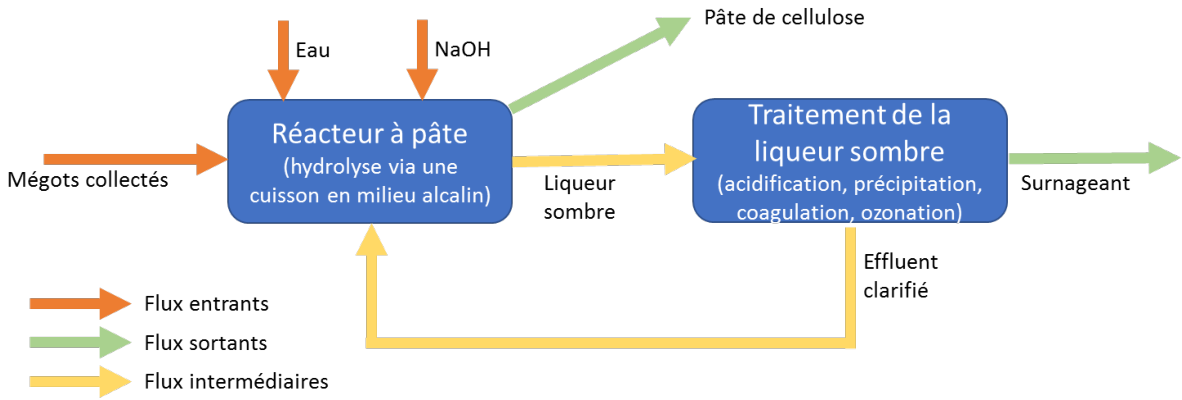 Pâte de cellulose
Eau
NaOH
Réacteur à pâte
(hydrolyse via une
cuisson en milieu alcalin)
Traitement de la
liqueur sombre
(acidification, précipitation,
coagulation, ozonation)
Mégots collectés
Liqueur
sombre
Surnageant
Effluent
clarifié
Flux entrants
Flux sortants
Flux intermédiaires